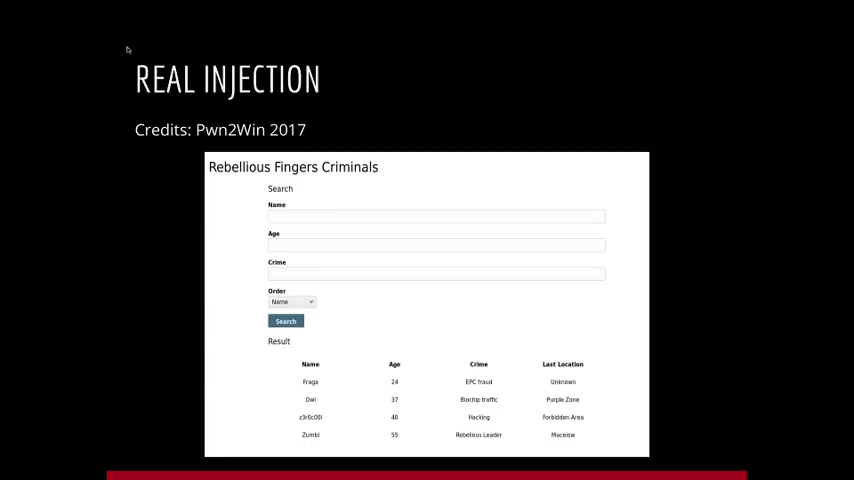 REAL INJECTION
Credits: Pwn2Win 2017
Rebellious Fingers Criminals
Search
Name
Age
Crime
Order
Name
Search
Result
Name Age Crime Last Location
Fraga 24 EPC fraud Unknown
Owl 37 Biochip traffic Purple Zone
z3r0c00l 40 Hacking Forbidden Area
Zumbi 55 Rebelious Leader Maceiow